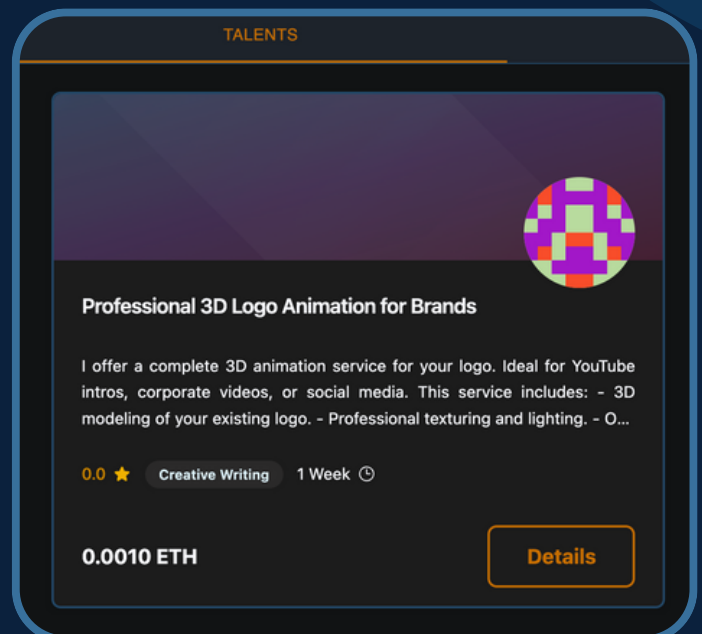 TALENTS
Professional 3D Logo Animation for Brands
I offer a complete 3D animation service for your logo. Ideal for YouTube
intros, corporate videos, or social media. This service includes: - 3D
modeling of your existing logo. - Professional texturing and lighting. - O...
0.0 Creative Writing 1 Week
0.0010 ETH Details